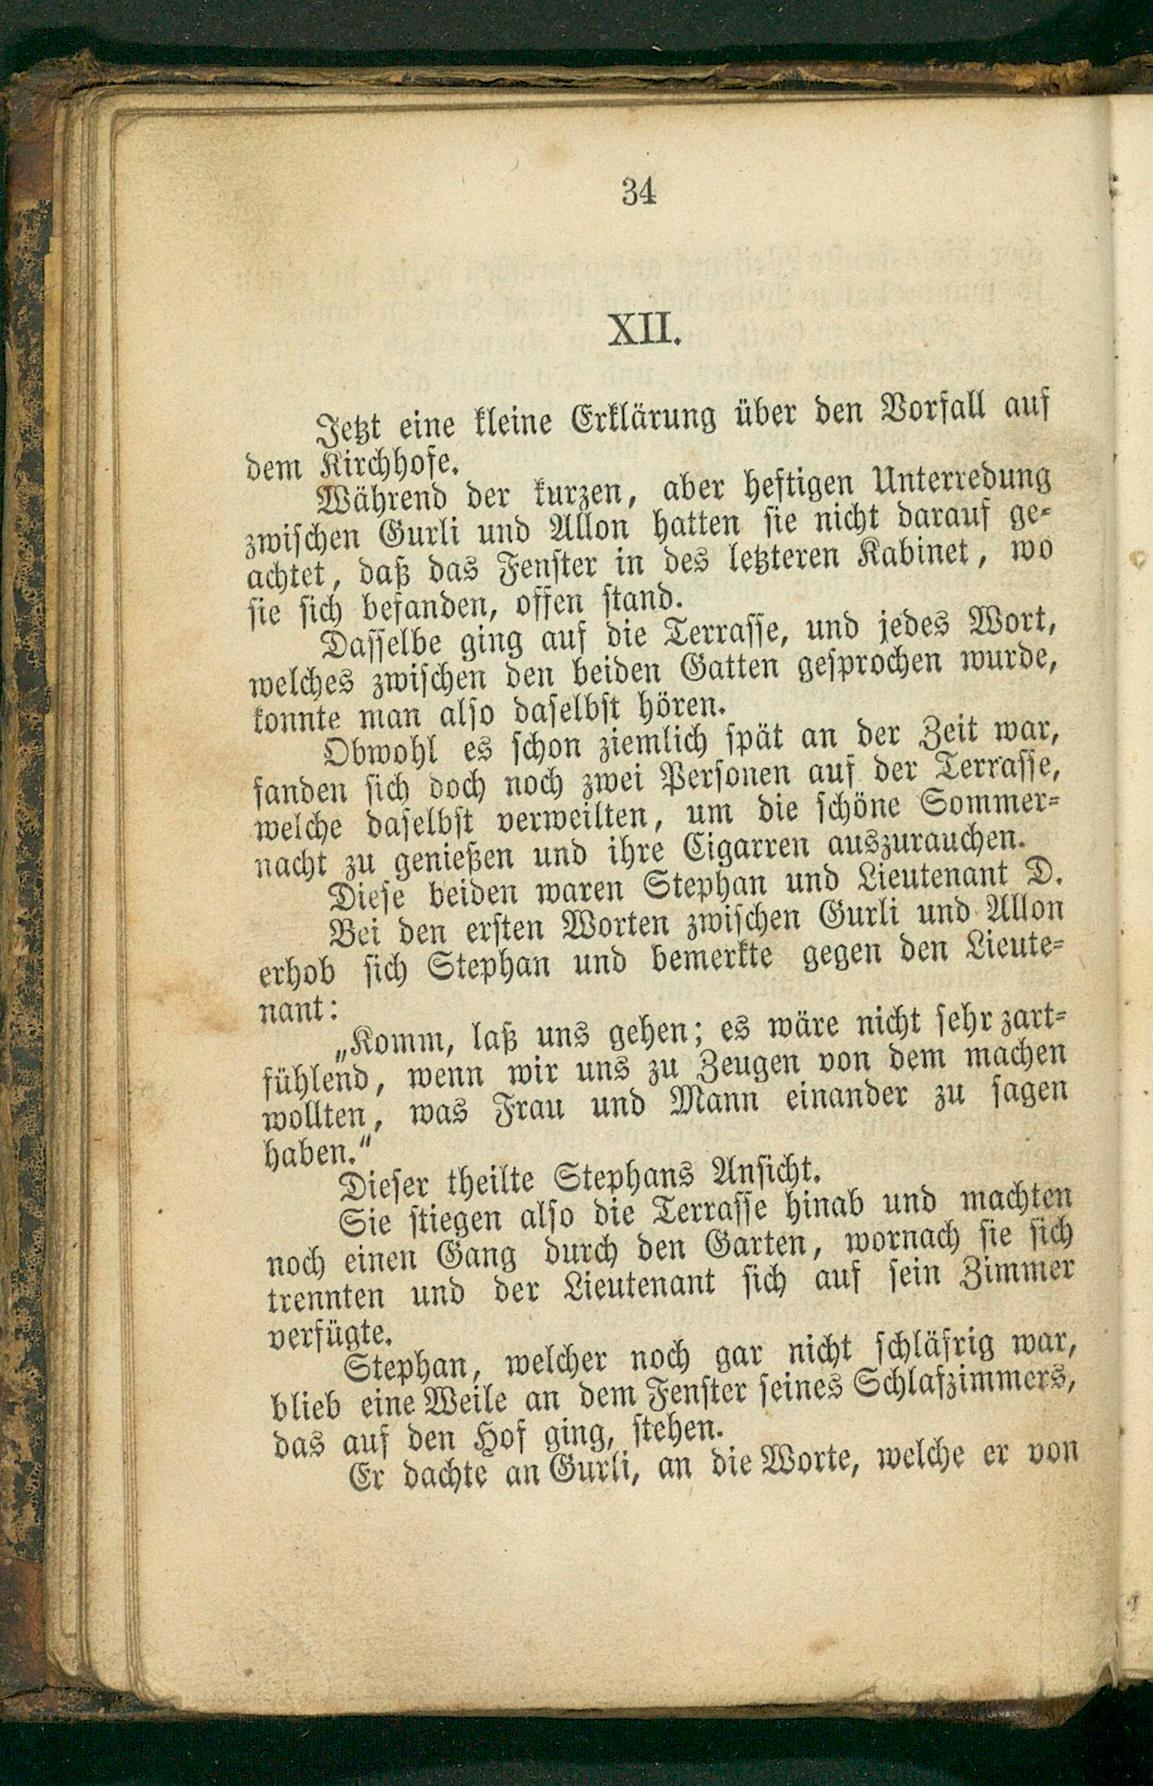 34
XII.
Jetzt eine kleine Erklärung über den Vorfall auf
dem Kirchhofe.
Während der kurzen, aber heftigen Unterredung
zwischen Gurli und Allon hatten sie nicht darauf ge-
achtet, daß das Fenster in des letzteren Kabinet, wo
sie sich befanden, offen stand.
Dasselbe ging auf die Terrasse, und jedes Wort,
welches zwischen den beiden Gatten gesprochen wurde,
konnte man also daselbst hören.
Obwohl es schon ziemlich spät an der Zeit war,
fanden sich doch noch zwei Personen auf der Terrasse,
welche daselbst verweilten, um die schöne Sommer-
nacht zu genießen und ihre Cigarren auszurauchen.
Diese beiden waren Stephan und Lieutenant D.
Bei den ersten Worten zwischen Gurli und Allon
erhob sich Stephan und bemerkte gegen den Lieute-
nant:
„Komm, laß uns gehen; es wäre nicht sehr zart-
fühlend, wenn wir uns zu Zeugen von dem machen
wollten, was Frau und Mann einander zu sagen
haben.“
Dieser theilte Stephans Ansicht.
Sie stiegen also die Terrasse hinab und machten
noch einen Gang durch den Garten, wornach sie sich
trennten und der Lieutenant sich auf sein Zimmer
verfügte.
Stephan, welcher noch gar nicht schläfrig war,
blieb eine Weile an dem Fenster seines Schlafzimmers,
das auf den Hof ging, stehen.
Er dachte an Gurli, an die Worte, welche er von